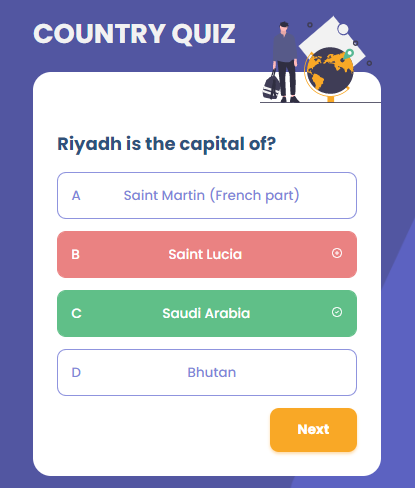 COUNTRY QUIZ
Riyadh is the capital of?
A Saint Martin (French part)
B Saint Lucia
C Saudi Arabia
D Bhutan
Next